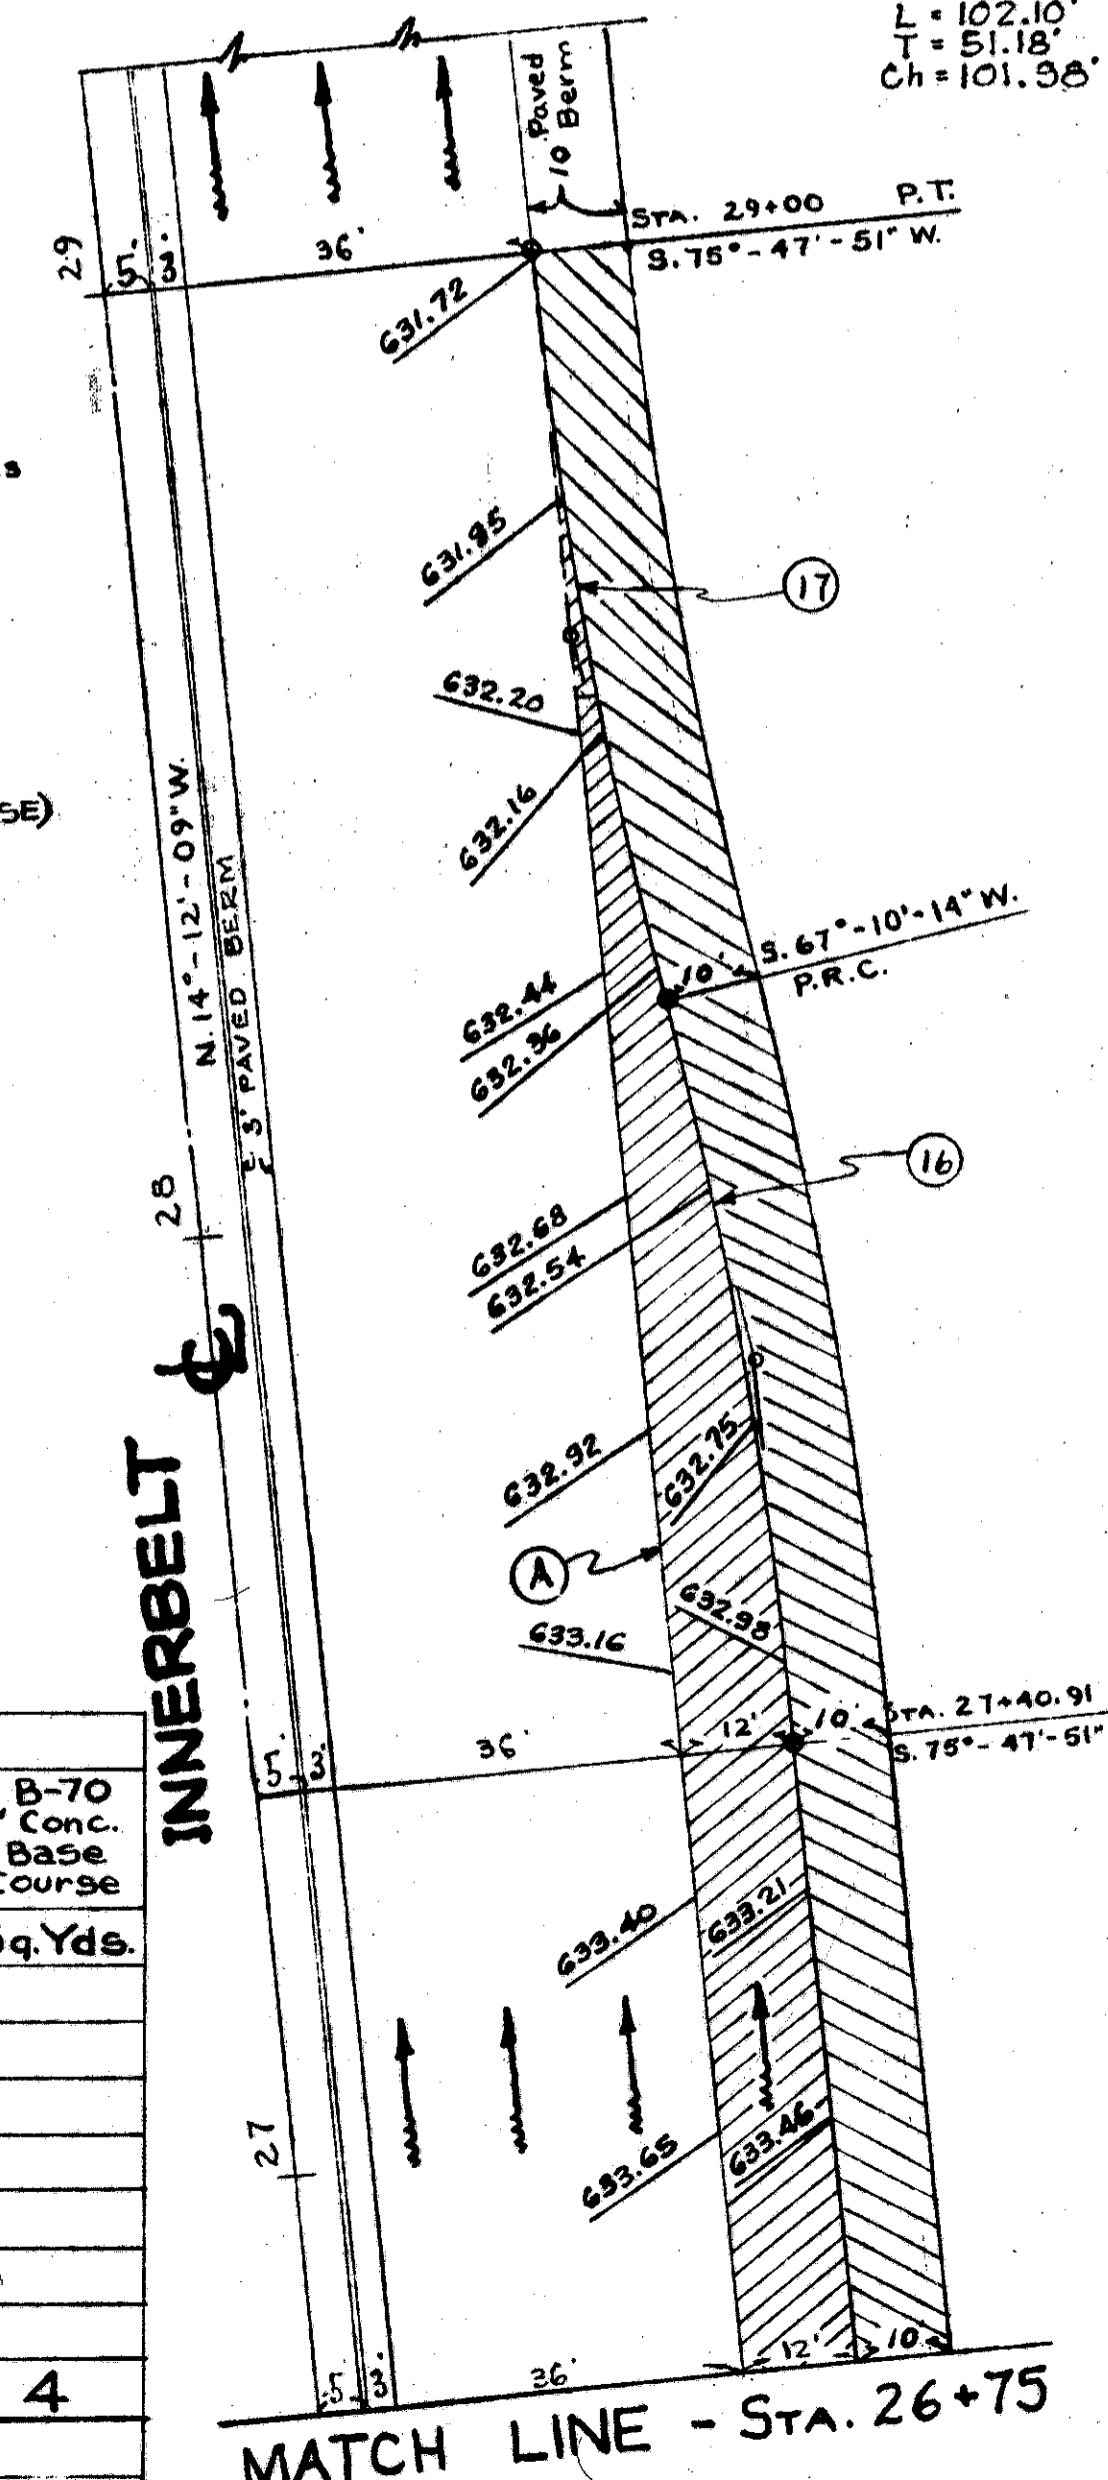 L = 102.10'
T = 51.18'
Ch = 101.98'
10' Paved
Berm
STA. 29+00 P.T.
S. 75° - 47' - 51" W.
29
5'
3'
36'
631.72
s
631.95
17
632.20
632.16
SE)
N. 14° - 12' - 09" W.
3' PAVED BERM
S. 67° - 10' - 14" W.
P.R.C.
10'
632.44
632.36
28
16
632.68
632.54
℄
INNERBELT
632.92
632.75
A
632.98
633.16
STA. 27+40.91
S. 75° - 47' - 51"
5'
3'
36'
12'
10'
B-70
" Conc.
Base
Course
q. Yds.
633.40
633.21
27
633.65
633.46
4
5'
3'
36'
12'
10'
MATCH LINE - STA. 26+75